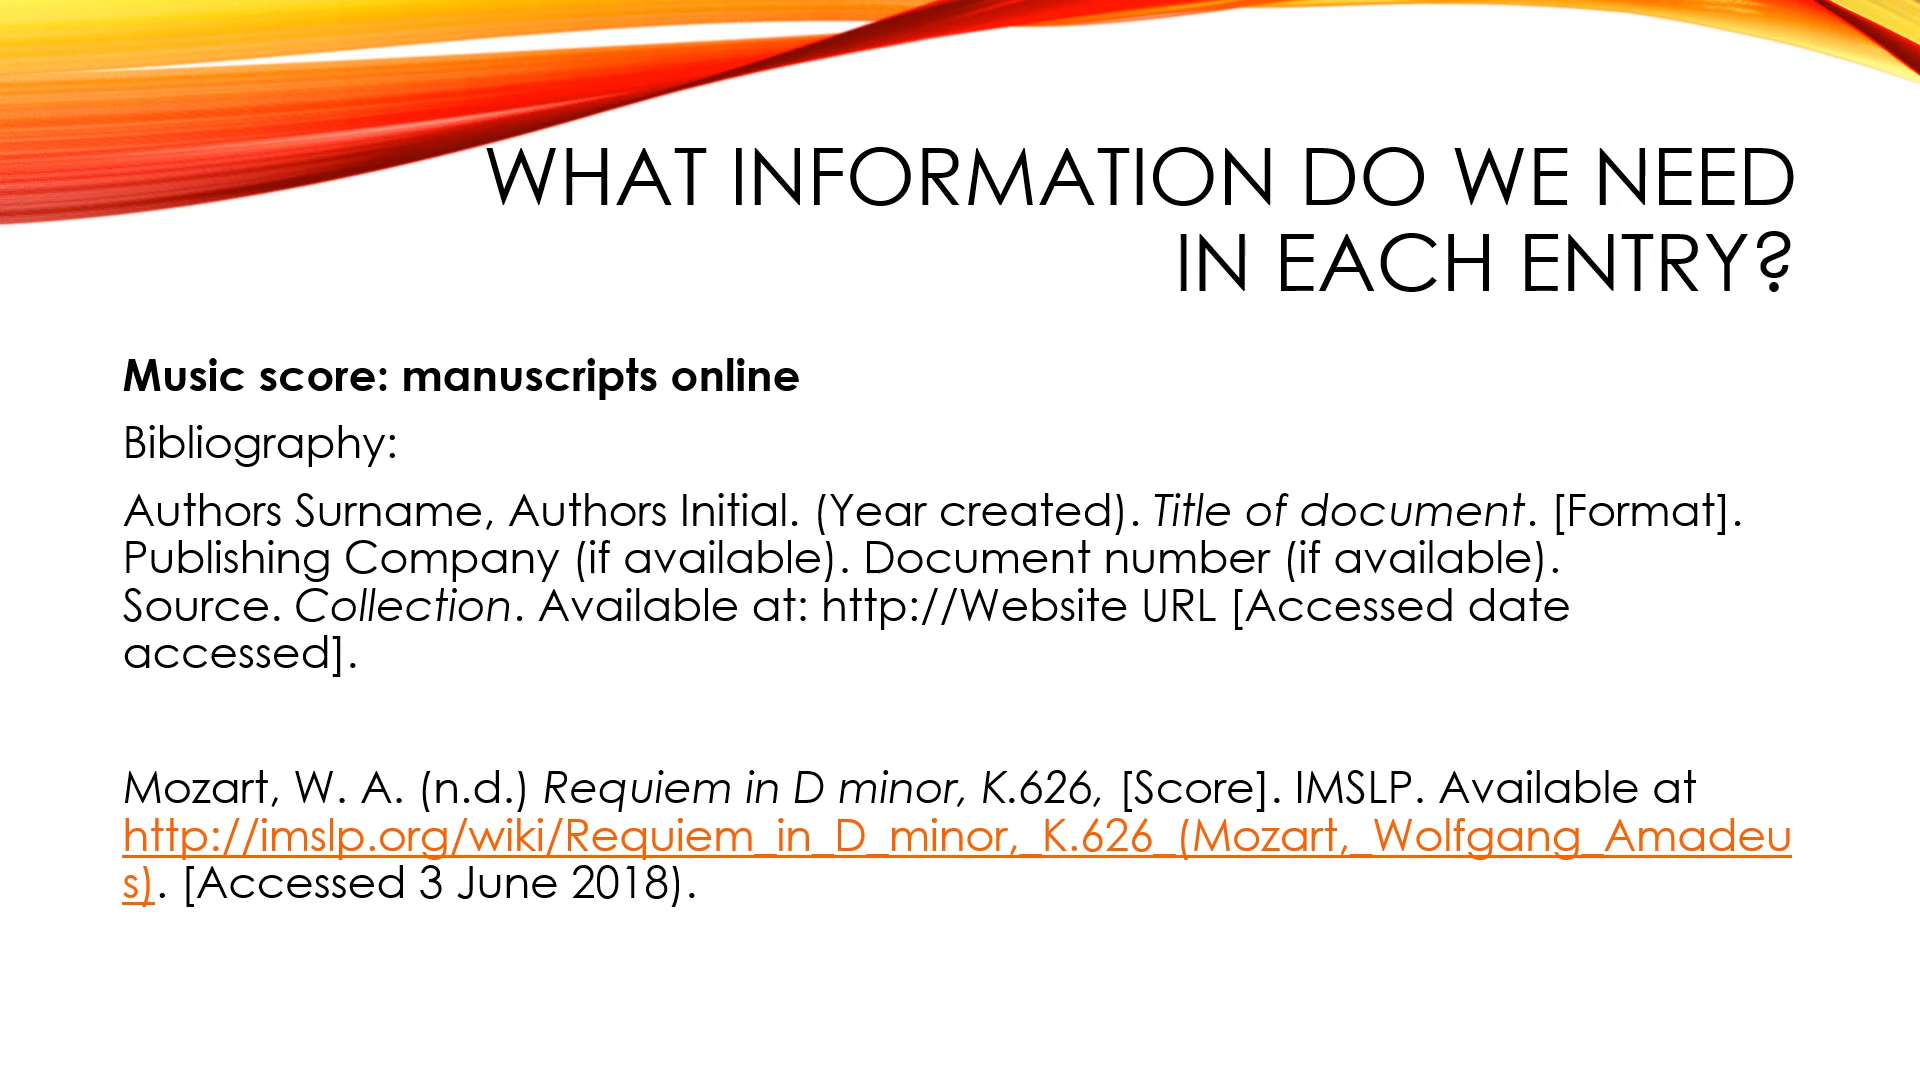 WHAT INFORMATION DO WE NEED
IN EACH ENTRY?
Music score: manuscripts online
Bibliography:
Authors Surname, Authors Initial. (Year created). Title of document. [Format].
Publishing Company (if available). Document number (if available).
Source. Collection. Available at: http://Website URL [Accessed date
accessed].
Mozart, W. A. (n.d.) Requiem in D minor, K.626, [Score]. IMSLP. Available at
http://imslp.org/wiki/Requiem_in_D_minor,_K.626_(Mozart,_Wolfgang_Amadeu
s). [Accessed 3 June 2018).